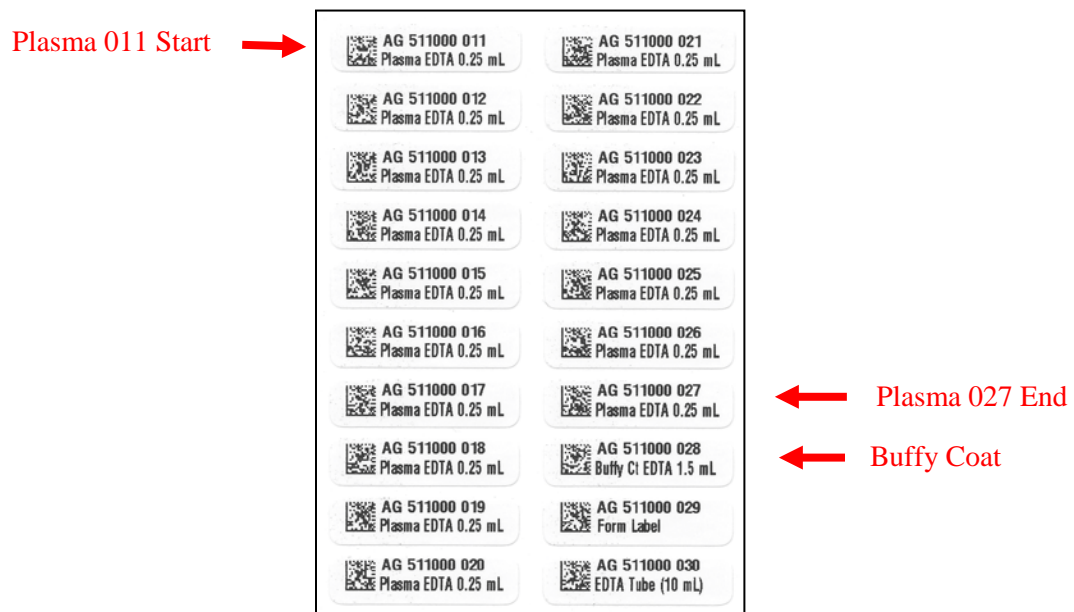 Plasma 011 Start
AG 511000 011
Plasma EDTA 0.25 mL
AG 511000 012
Plasma EDTA 0.25 mL
AG 511000 013
Plasma EDTA 0.25 mL
AG 511000 014
Plasma EDTA 0.25 mL
AG 511000 015
Plasma EDTA 0.25 mL
AG 511000 016
Plasma EDTA 0.25 mL
AG 511000 017
Plasma EDTA 0.25 mL
AG 511000 018
Plasma EDTA 0.25 mL
AG 511000 019
Plasma EDTA 0.25 mL
AG 511000 020
Plasma EDTA 0.25 mL
AG 511000 021
Plasma EDTA 0.25 mL
AG 511000 022
Plasma EDTA 0.25 mL
AG 511000 023
Plasma EDTA 0.25 mL
AG 511000 024
Plasma EDTA 0.25 mL
AG 511000 025
Plasma EDTA 0.25 mL
AG 511000 026
Plasma EDTA 0.25 mL
AG 511000 027
Plasma EDTA 0.25 mL
AG 511000 028
Buffy Ct EDTA 1.5 mL
AG 511000 029
Form Label
AG 511000 030
EDTA Tube (10 mL)
Plasma 027 End
Buffy Coat